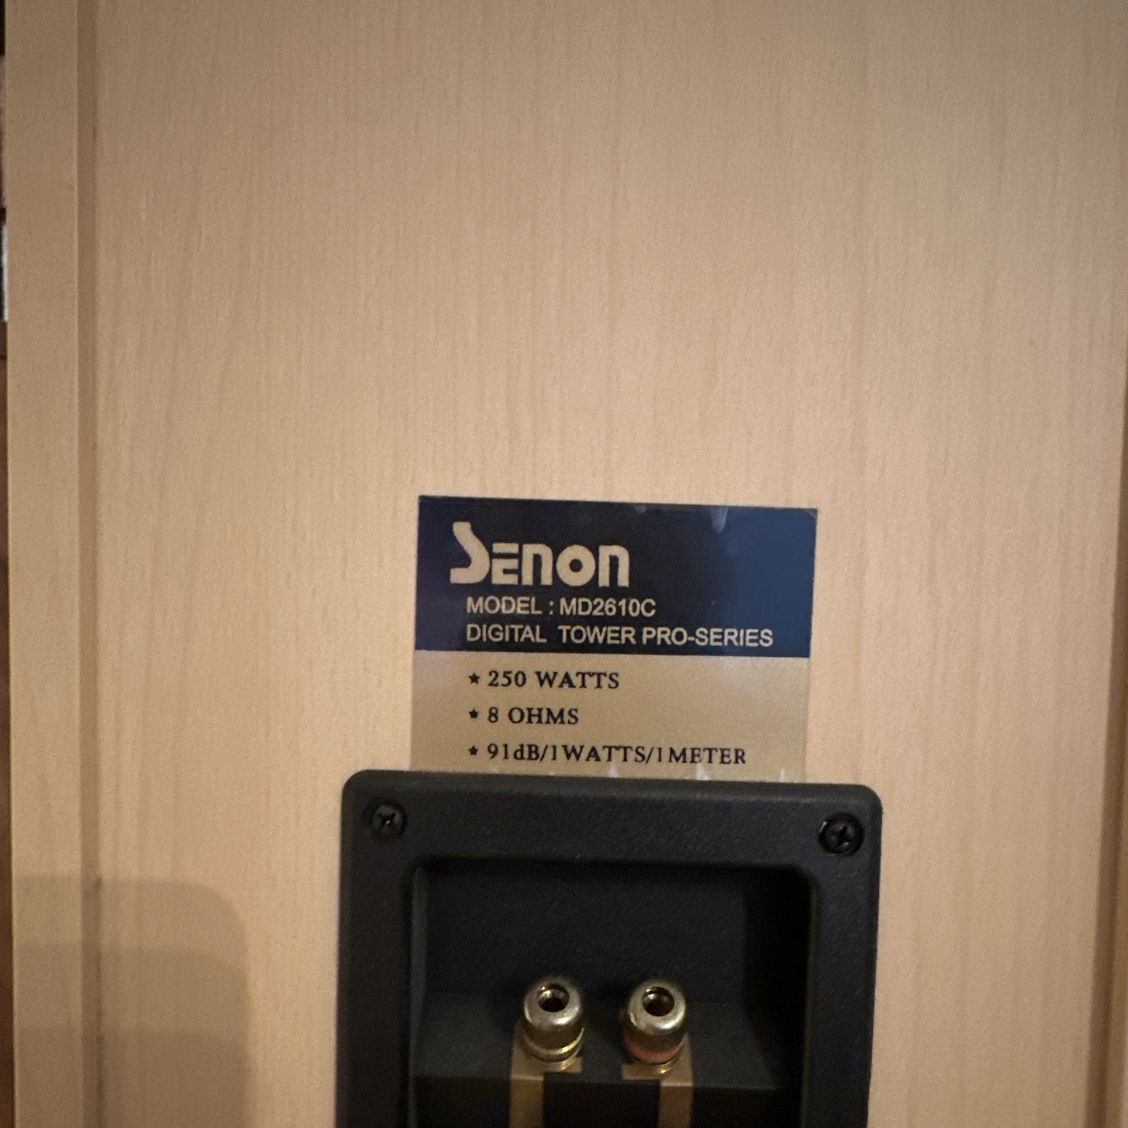 Senon
MODEL : MD2610C
DIGITAL TOWER PRO-SERIES
★ 250 WATTS
★ 8 OHMS
★ 91dB/1WATTS/1METER